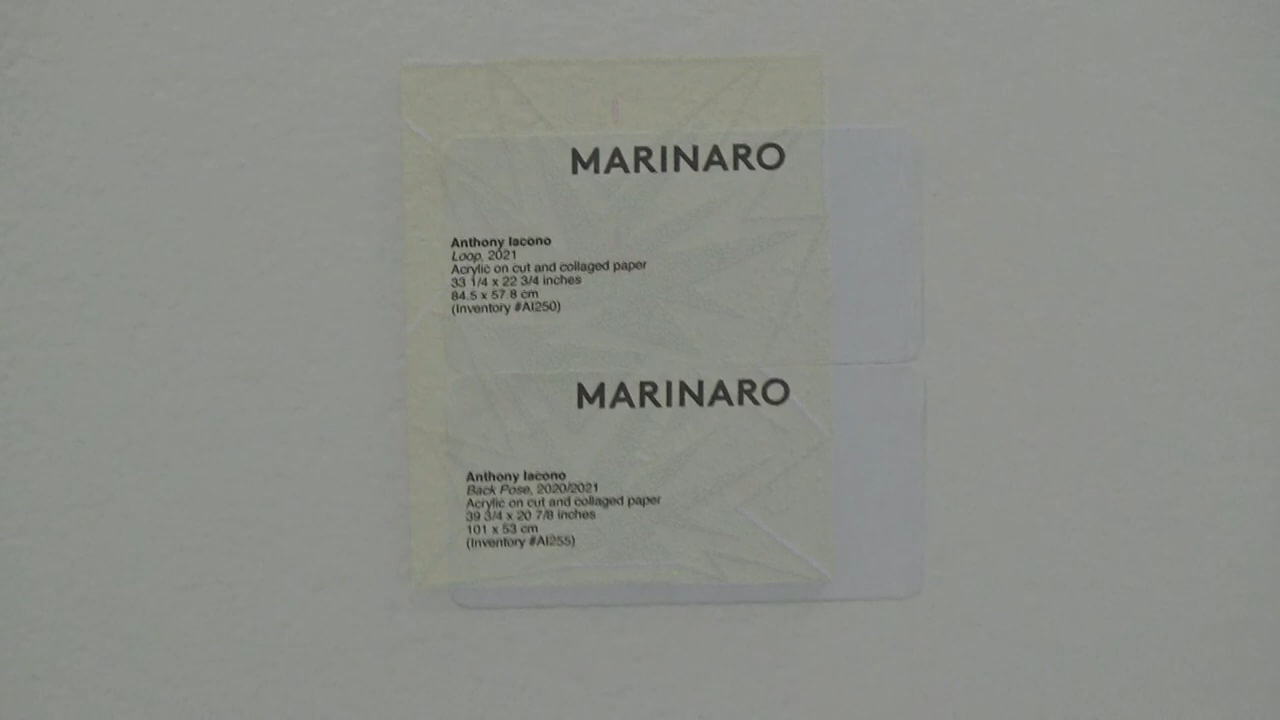 MARINARO
Anthony Iacono
Loop, 2021
Acrylic on cut and collaged paper
33 1/4 x 22 3/4 inches
84.5 x 57.8 cm
(Inventory #AI250)
MARINARO
Anthony Iacono
Back Pose, 2020/2021
Acrylic on cut and collaged paper
39 3/4 x 20 7/8 inches
101 x 53 cm
(Inventory #AI255)